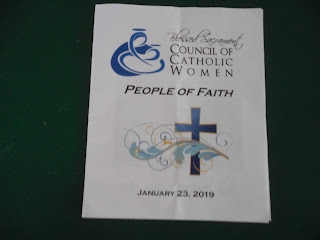 Blessed Sacrament
COUNCIL OF
CATHOLIC
WOMEN
PEOPLE OF FAITH
JANUARY 23, 2019